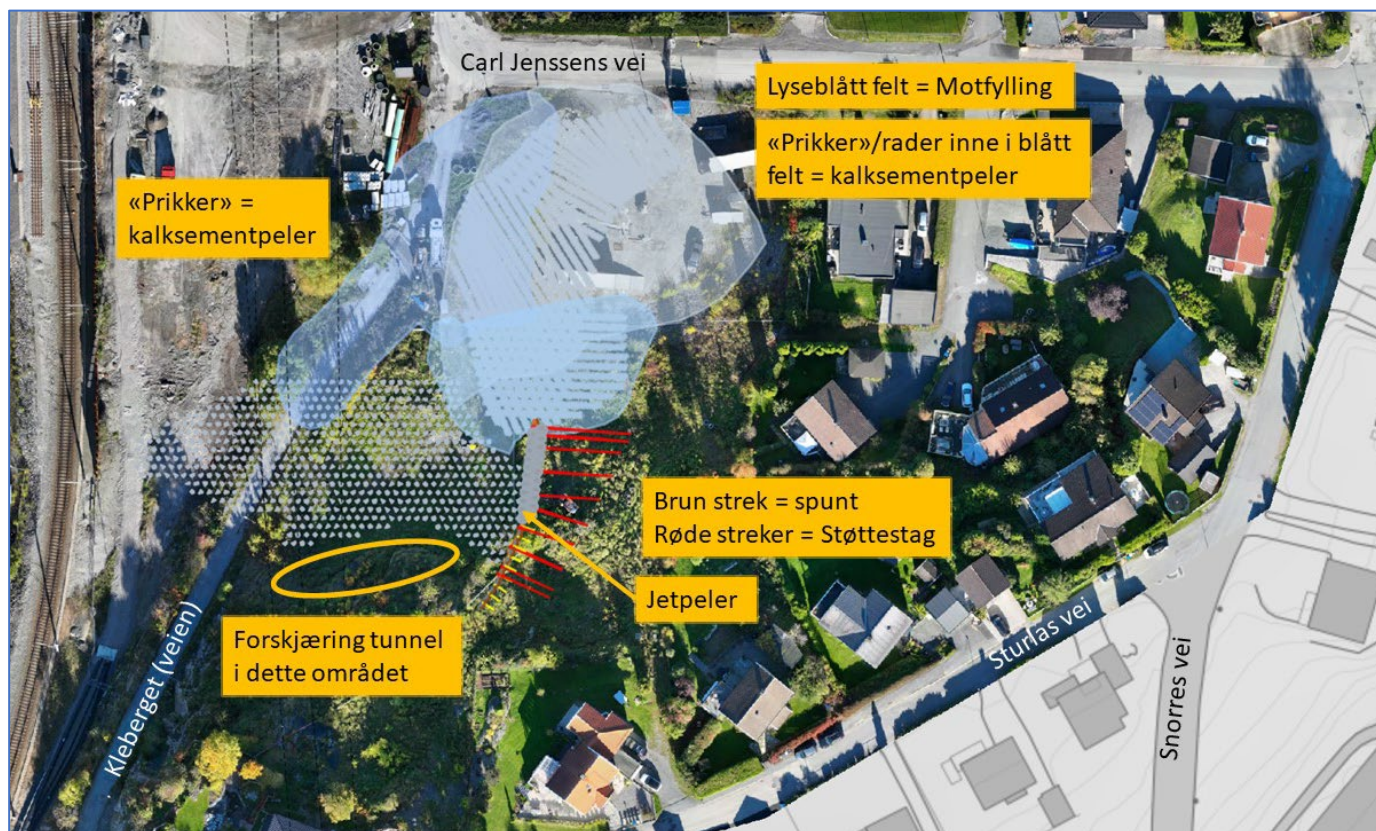 Carl Jenssens vei
Lyseblått felt = Motfylling
«Prikker»/rader inne i blått
felt = kalksementpeler
«Prikker» =
kalksementpeler
Brun strek = spunt
Røde streker = Støttestag
Jetpeler
Forskjæring tunnel
i dette området
Kleberget (veien)
Sturlas vei
Snorres vei